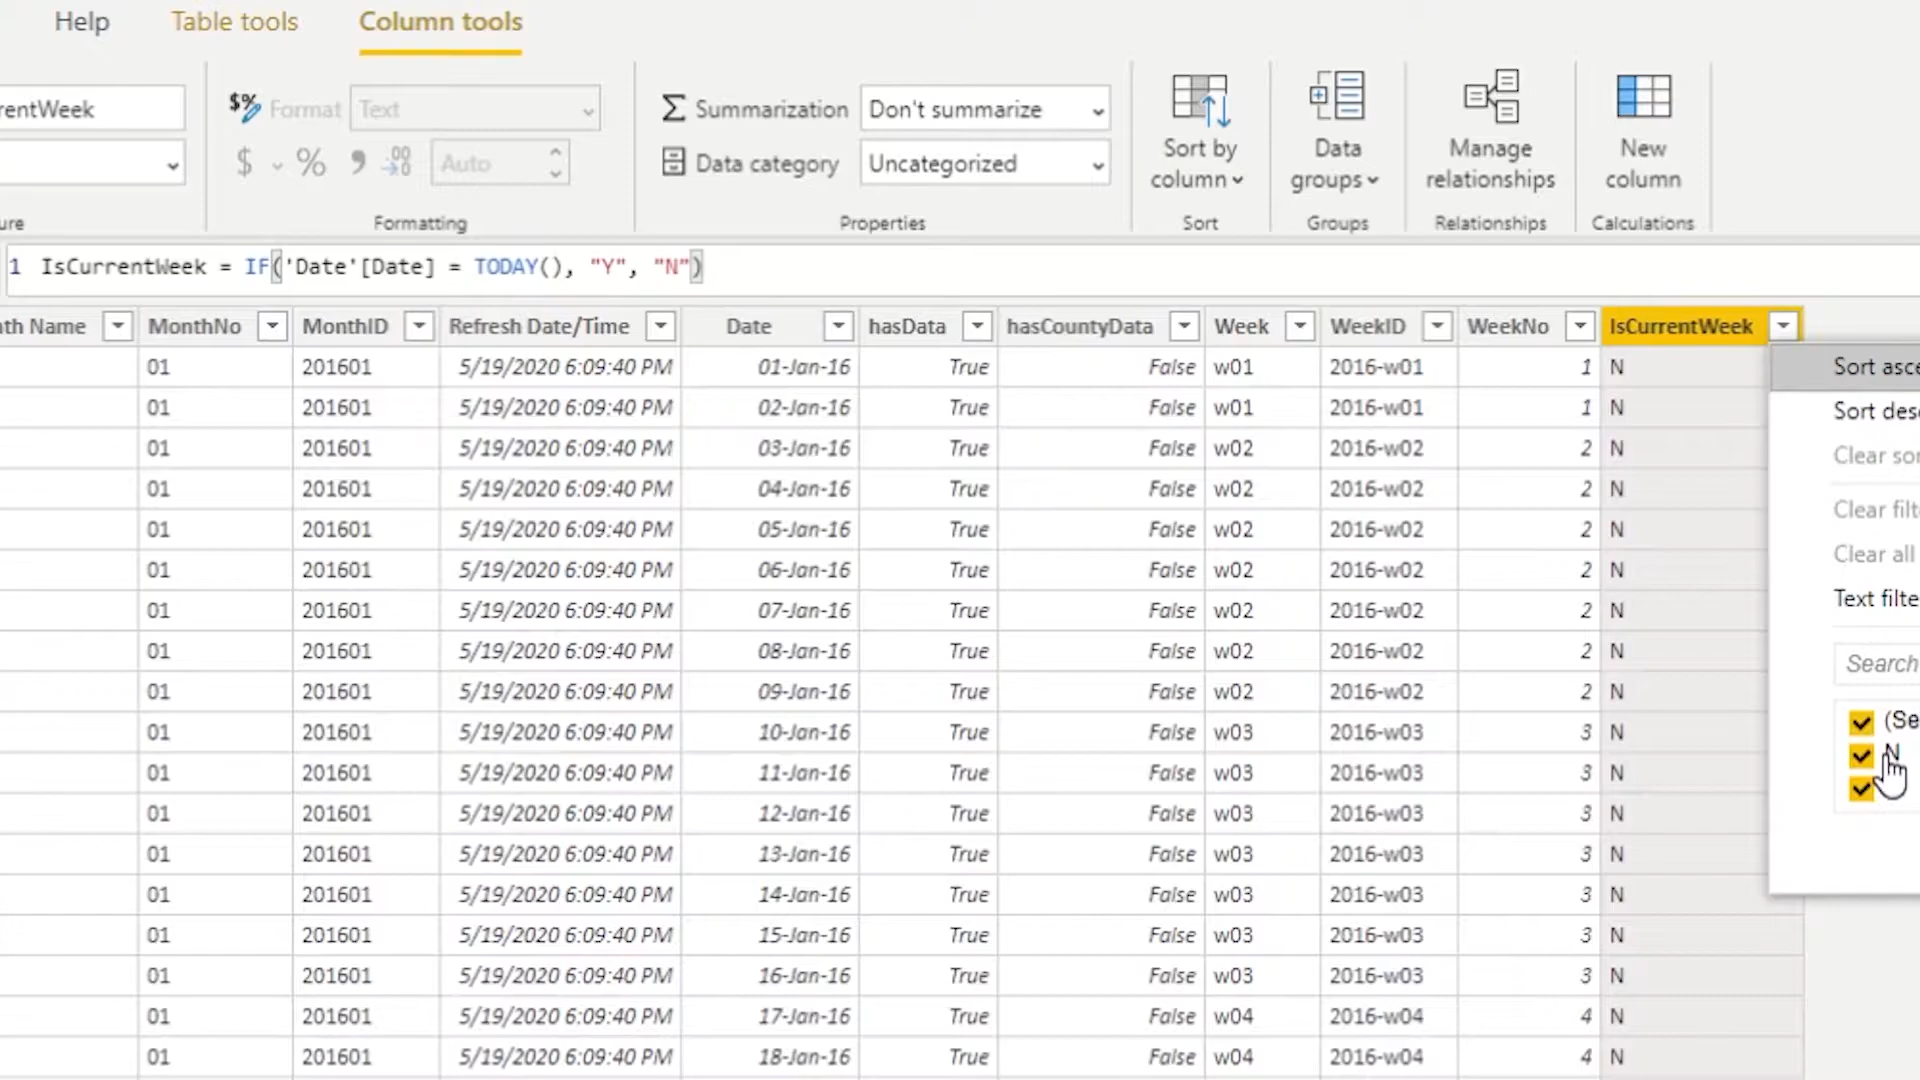 Help Table tools Column tools
rentWeek $% Format Text Summarization Don't summarize
$ % 9 .00 Auto Data category Uncategorized
Sort by column Data groups Manage relationships New column
ure Formatting Properties Sort Groups Relationships Calculations
1 IsCurrentWeek = IF('Date'[Date] = TODAY(), "Y", "N")
nth Name MonthNo MonthID Refresh Date/Time Date hasData hasCountyData Week WeekID WeekNo IsCurrentWeek
01 201601 5/19/2020 6:09:40 PM 01-Jan-16 True False w01 2016-w01 1 N
01 201601 5/19/2020 6:09:40 PM 02-Jan-16 True False w01 2016-w01 1 N
01 201601 5/19/2020 6:09:40 PM 03-Jan-16 True False w02 2016-w02 2 N
01 201601 5/19/2020 6:09:40 PM 04-Jan-16 True False w02 2016-w02 2 N
01 201601 5/19/2020 6:09:40 PM 05-Jan-16 True False w02 2016-w02 2 N
01 201601 5/19/2020 6:09:40 PM 06-Jan-16 True False w02 2016-w02 2 N
01 201601 5/19/2020 6:09:40 PM 07-Jan-16 True False w02 2016-w02 2 N
01 201601 5/19/2020 6:09:40 PM 08-Jan-16 True False w02 2016-w02 2 N
01 201601 5/19/2020 6:09:40 PM 09-Jan-16 True False w02 2016-w02 2 N
01 201601 5/19/2020 6:09:40 PM 10-Jan-16 True False w03 2016-w03 3 N
01 201601 5/19/2020 6:09:40 PM 11-Jan-16 True False w03 2016-w03 3 N
01 201601 5/19/2020 6:09:40 PM 12-Jan-16 True False w03 2016-w03 3 N
01 201601 5/19/2020 6:09:40 PM 13-Jan-16 True False w03 2016-w03 3 N
01 201601 5/19/2020 6:09:40 PM 14-Jan-16 True False w03 2016-w03 3 N
01 201601 5/19/2020 6:09:40 PM 15-Jan-16 True False w03 2016-w03 3 N
01 201601 5/19/2020 6:09:40 PM 16-Jan-16 True False w03 2016-w03 3 N
01 201601 5/19/2020 6:09:40 PM 17-Jan-16 True False w04 2016-w04 4 N
01 201601 5/19/2020 6:09:40 PM 18-Jan-16 True False w04 2016-w04 4 N
Sort asce
Sort des
Clear sor
Clear filt
Clear all
Text filte
Search
(Se
N